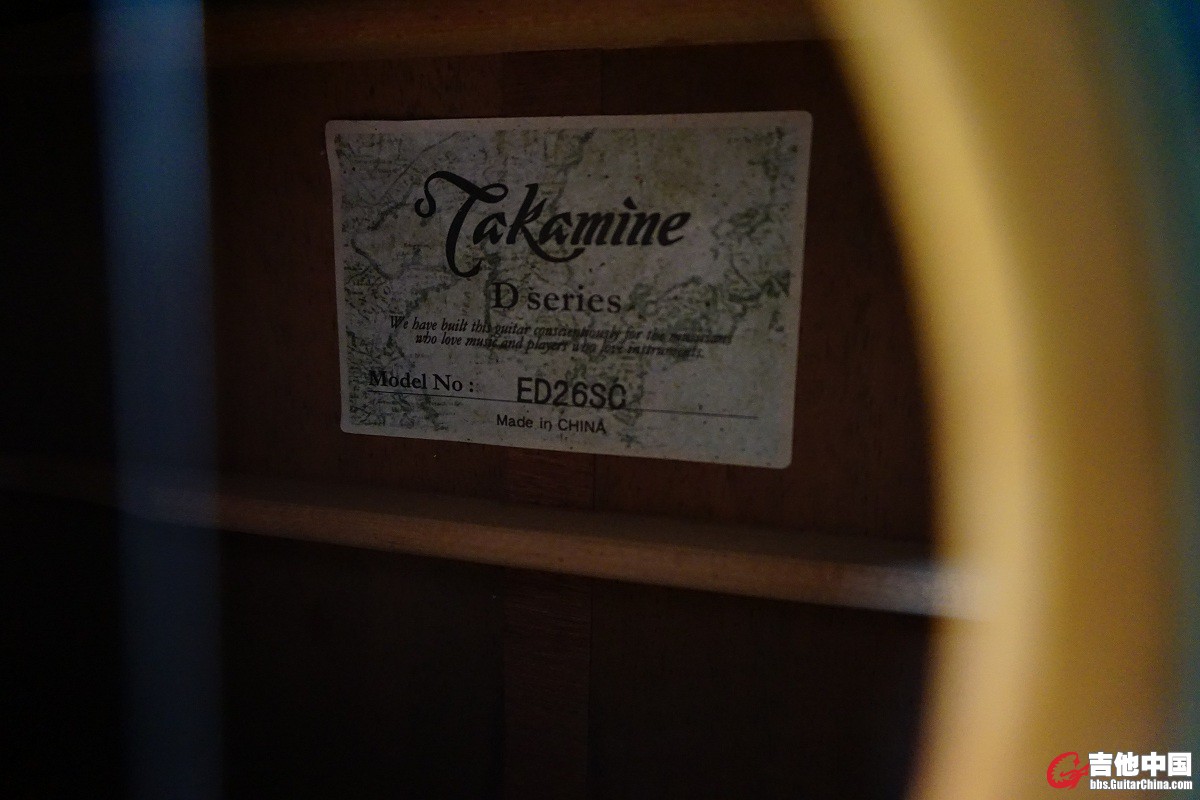 Takamine
D series
We have built this guitar conscientiously for the musicians
who love music and players who love instruments.
Model No : ED26SC
Made in CHINA
吉他中国
bbs.GuitarChina.com